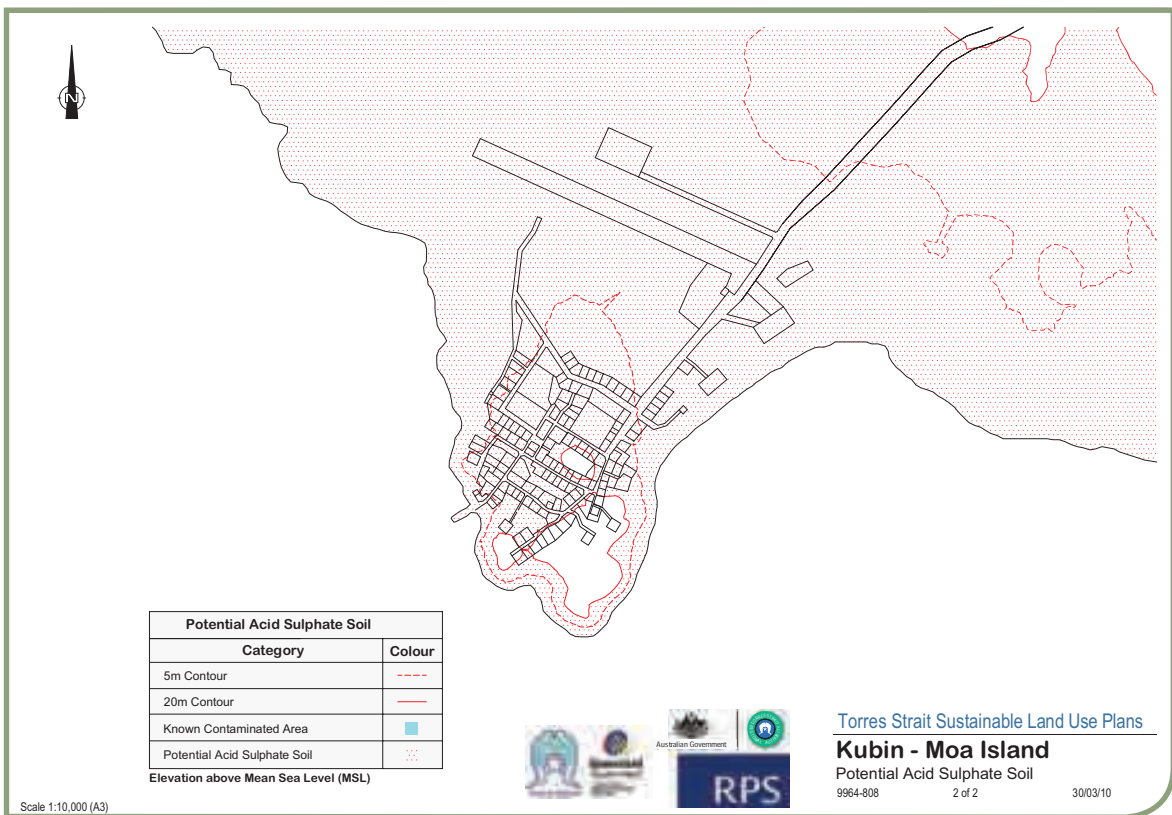 N
Potential Acid Sulphate Soil
Category Colour
5m Contour
20m Contour
Known Contaminated Area
Potential Acid Sulphate Soil
Elevation above Mean Sea Level (MSL)
Scale 1:10,000 (A3)
Australian Government
RPS
Torres Strait Sustainable Land Use Plans
Kubin - Moa Island
Potential Acid Sulphate Soil
9964-808 2 of 2 30/03/10